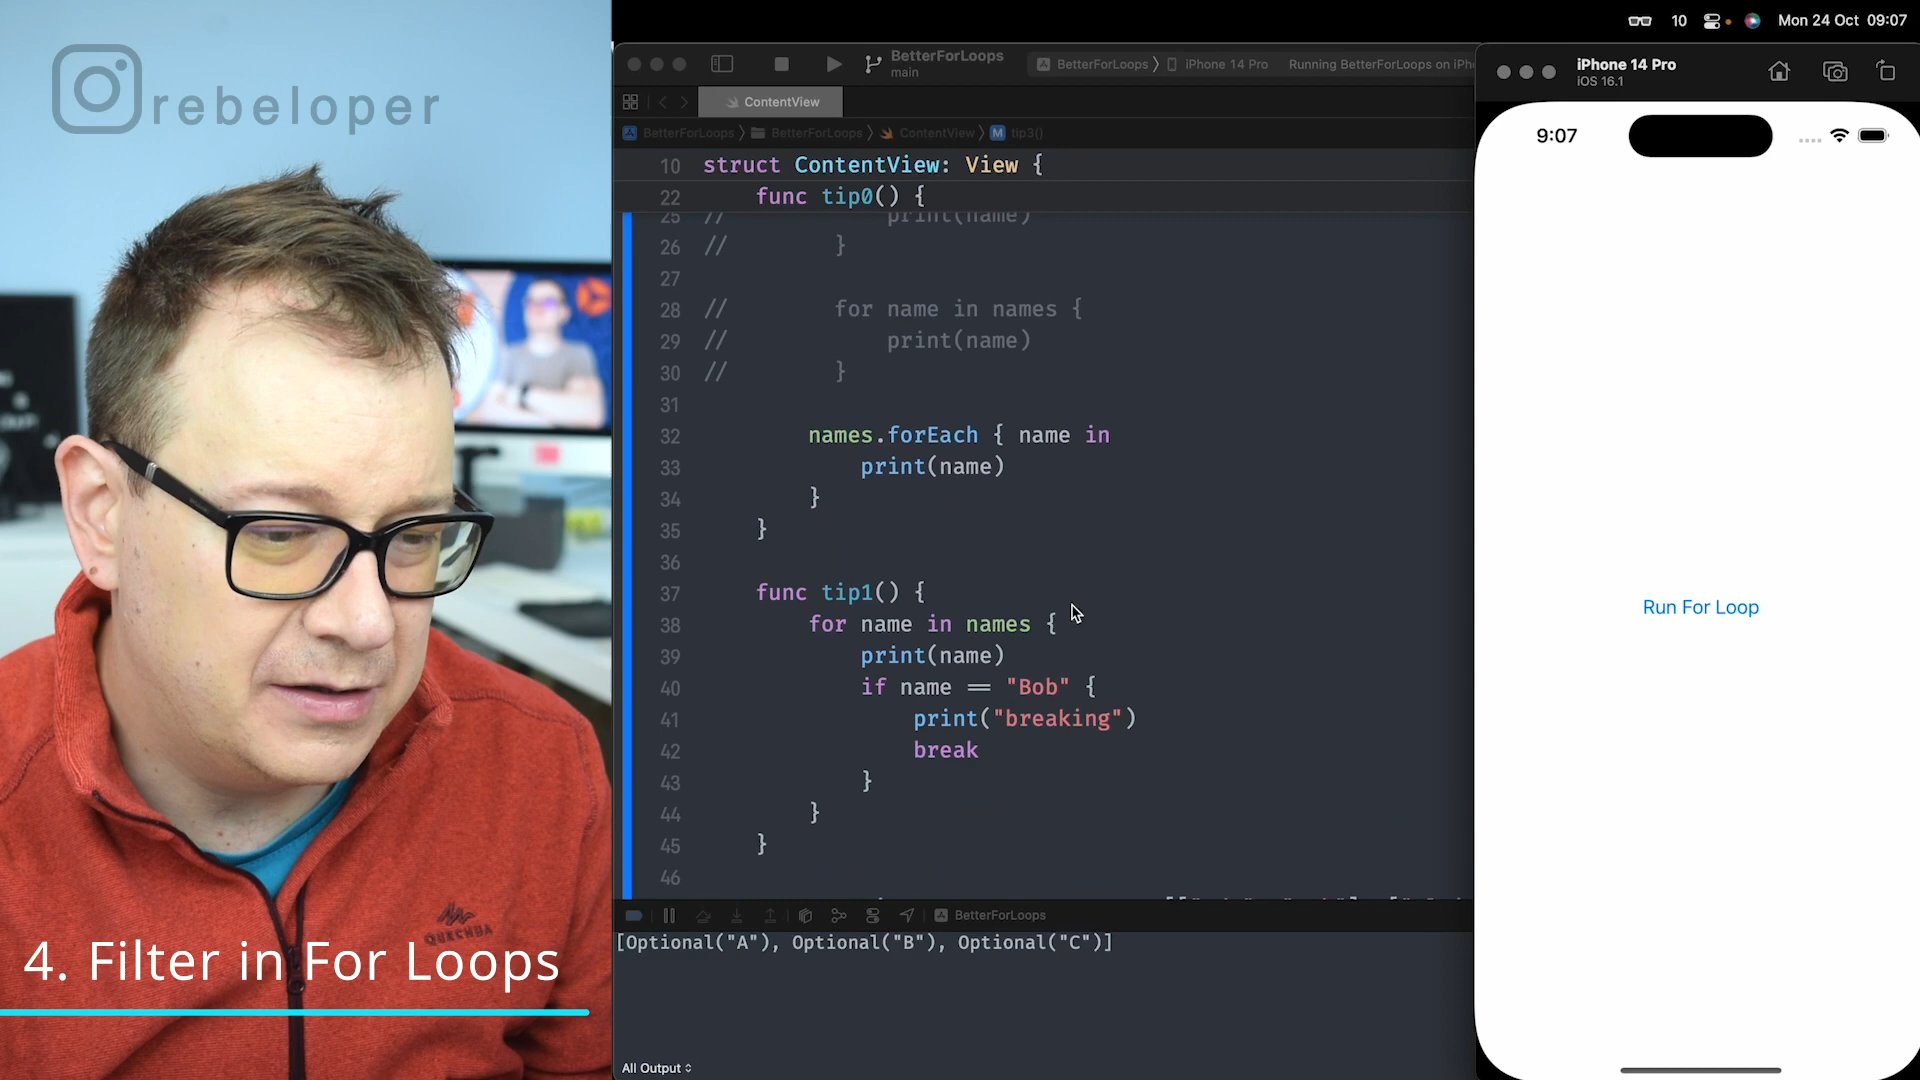 Mon 24 Oct 09:07
10
rebeloper
BetterForLoops
main
BetterForLoops 〉 iPhone 14 Pro
Running BetterForLoops on iPh
ContentView
BetterForLoops 〉 BetterForLoops 〉 ContentView 〉 M tip3()
10 struct ContentView: View {
22 func tip0() {
25 // print(name)
26 // }
27
28 // for name in names {
29 // print(name)
30 // }
31
32 names.forEach { name in
33 print(name)
34 }
35 }
36
37 func tip1() {
38 for name in names {
39 print(name)
40 if name == "Bob" {
41 print("breaking")
42 break
43 }
44 }
45 }
46
BetterForLoops
[Optional("A"), Optional("B"), Optional("C")]
All Output
iPhone 14 Pro
iOS 16.1
9:07
Run For Loop
QUECHUA
4. Filter in For Loops